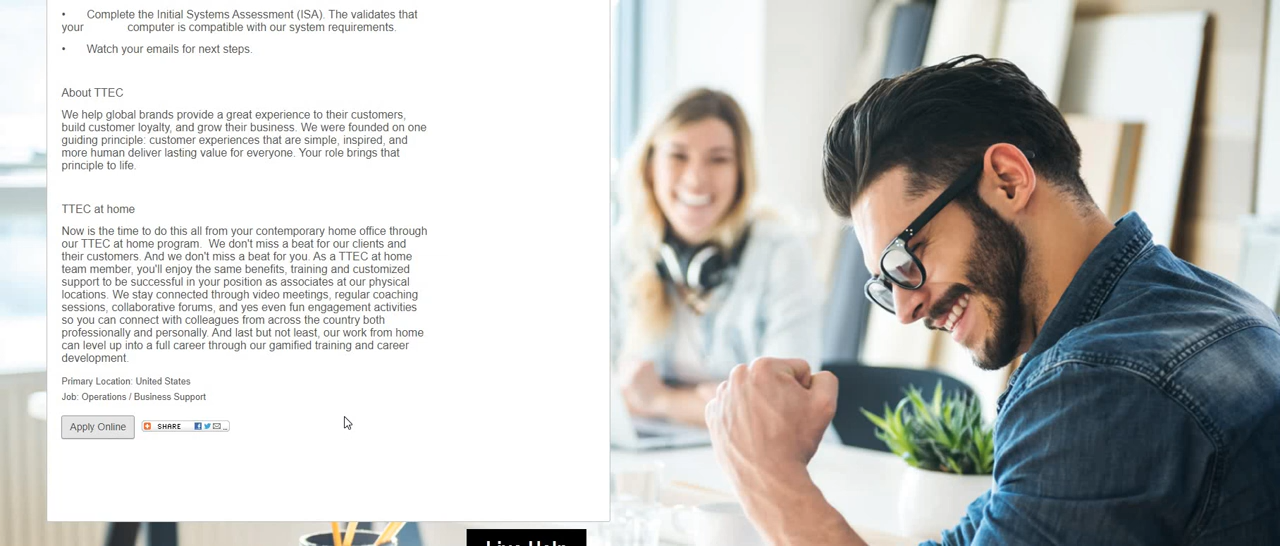 • Complete the Initial Systems Assessment (ISA). The validates that
your computer is compatible with our system requirements.
• Watch your emails for next steps.
About TTEC
We help global brands provide a great experience to their customers,
build customer loyalty, and grow their business. We were founded on one
guiding principle: customer experiences that are simple, inspired, and
more human deliver lasting value for everyone. Your role brings that
principle to life.
TTEC at home
Now is the time to do this all from your contemporary home office through
our TTEC at home program. We don't miss a beat for our clients and
their customers. And we don't miss a beat for you. As a TTEC at home
team member, you'll enjoy the same benefits, training and customized
support to be successful in your position as associates at our physical
locations. We stay connected through video meetings, regular coaching
sessions, collaborative forums, and yes even fun engagement activities
so you can connect with colleagues from across the country both
professionally and personally. And last but not least, our work from home
can level up into a full career through our gamified training and career
development.
Primary Location: United States
Job: Operations / Business Support
Apply Online
SHARE
Live Help